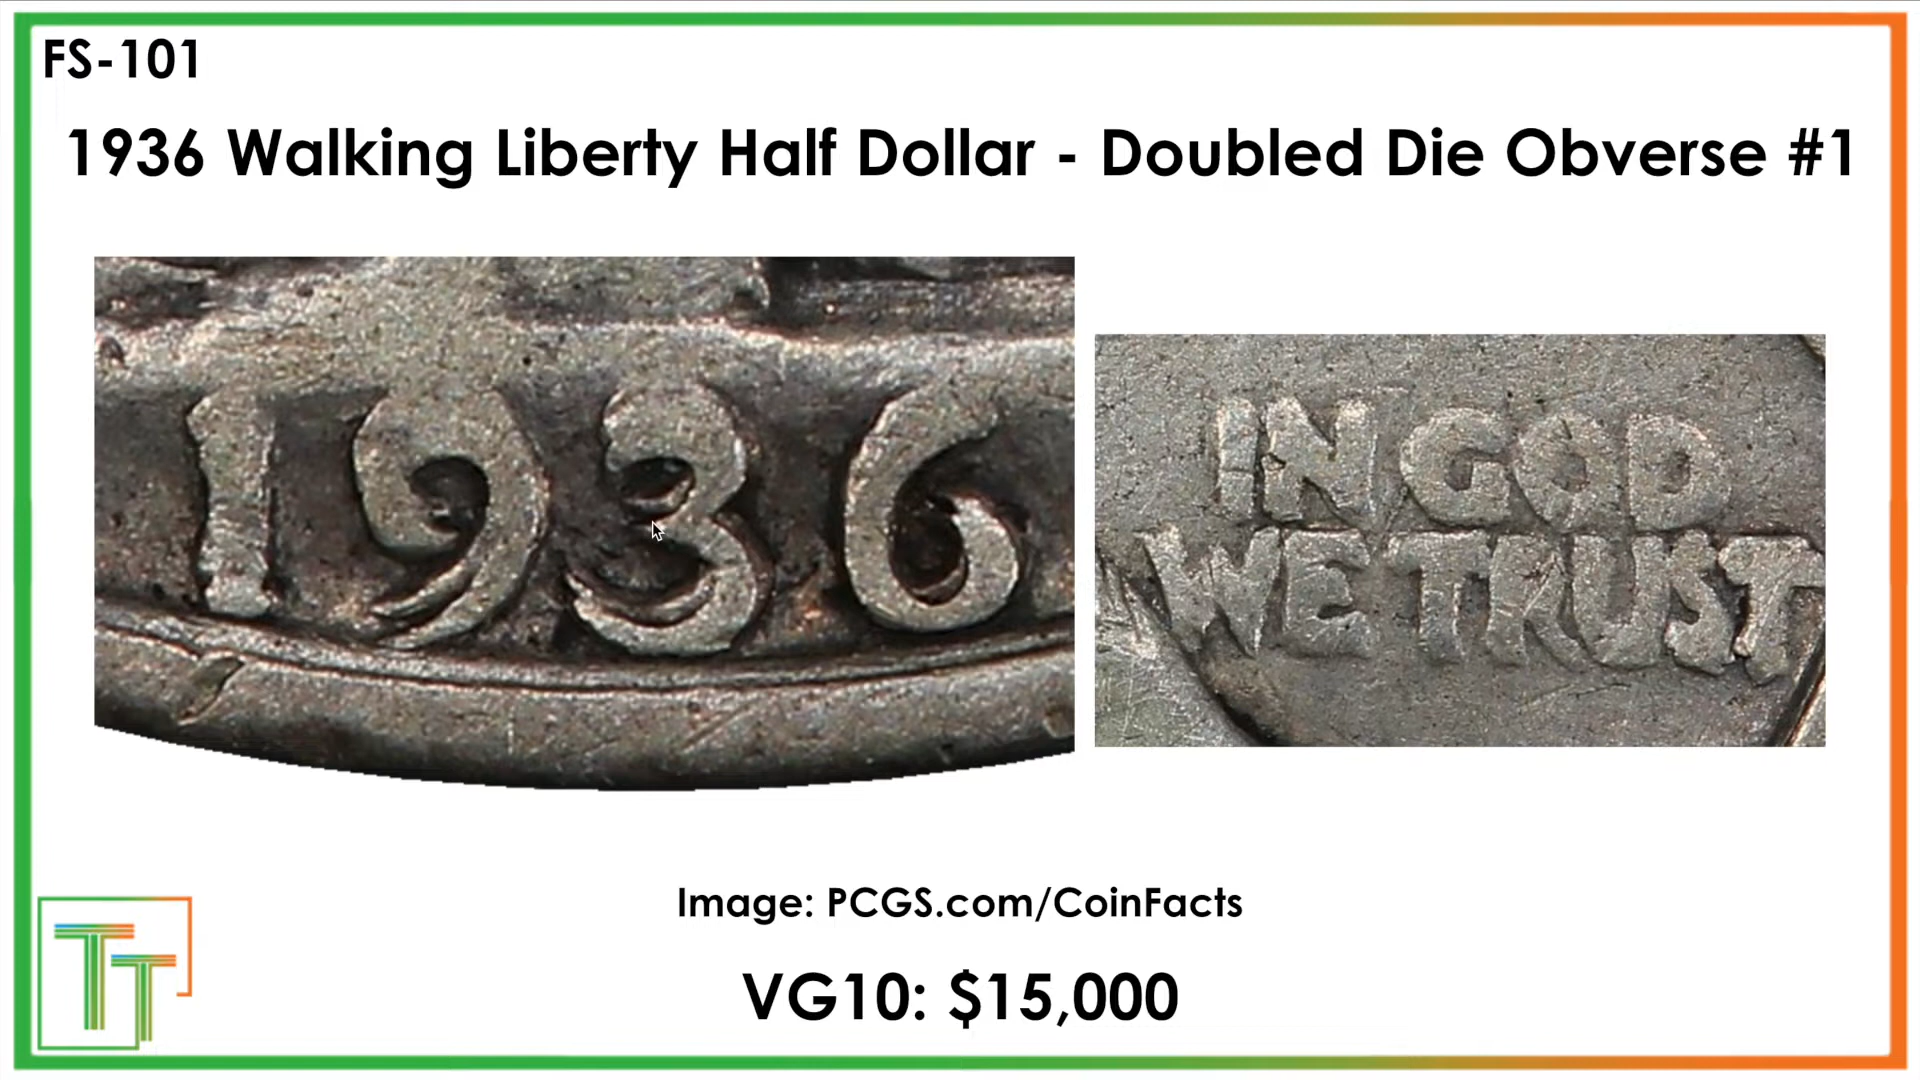 FS-101
1936 Walking Liberty Half Dollar - Doubled Die Obverse #1
1936
IN GOD
WE TRUST
Image: PCGS.com/CoinFacts
VG10: $15,000
TT